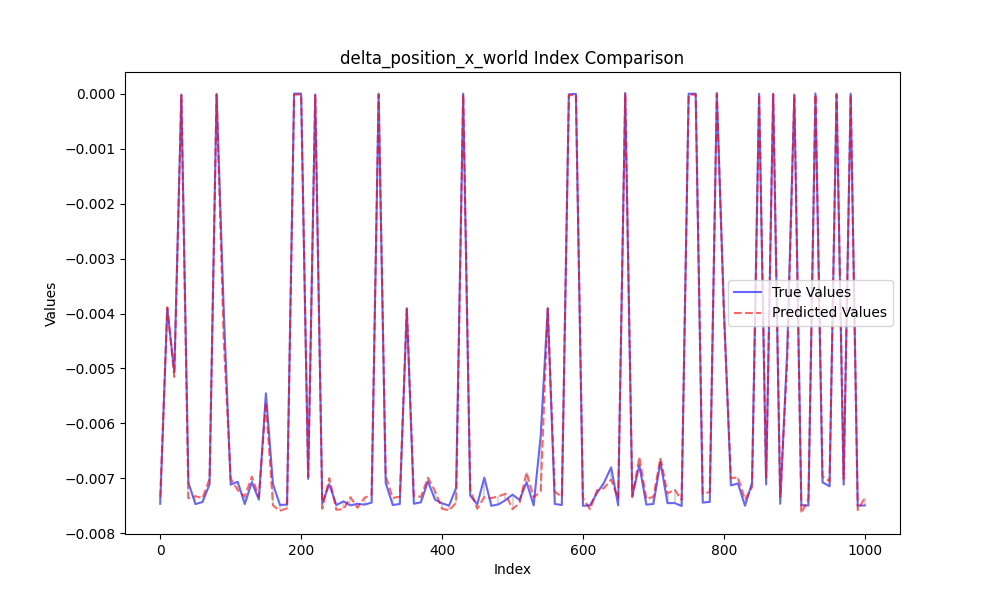 delta_position_x_world Index Comparison
0.000
−0.001
−0.002
−0.003
−0.004
−0.005
−0.006
−0.007
−0.008
Values
True Values
Predicted Values
0 200 400 600 800 1000
Index